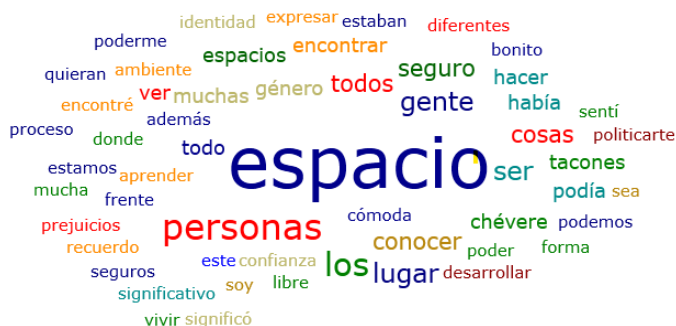 identidad expresar estaban diferentes
poderme espacios encontrar bonito
quieran ambiente ver muchas género todos seguro hacer
encontré además gente había sentí
proceso donde todo espacio cosas politicarte
estamos aprender ser tacones
mucha frente podía sea
prejuicios personas cómoda chévere podemos
recuerdo este confianza los conocer poder forma
seguros soy libre lugar desarrollar
significativo
vivir significó